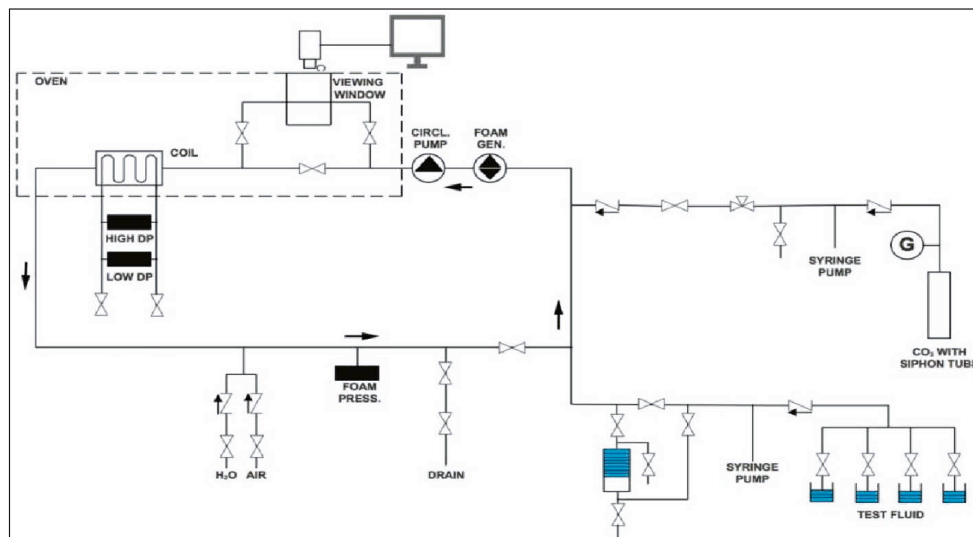 OVEN
VIEWING
WINDOW
CIRCL.
PUMP
FOAM
GEN.
COIL
HIGH DP
LOW DP
SYRINGE
PUMP
G
CO₂ WITH
SIPHON TUBE
FOAM
PRESS.
H₂O
AIR
DRAIN
SYRINGE
PUMP
TEST FLUID